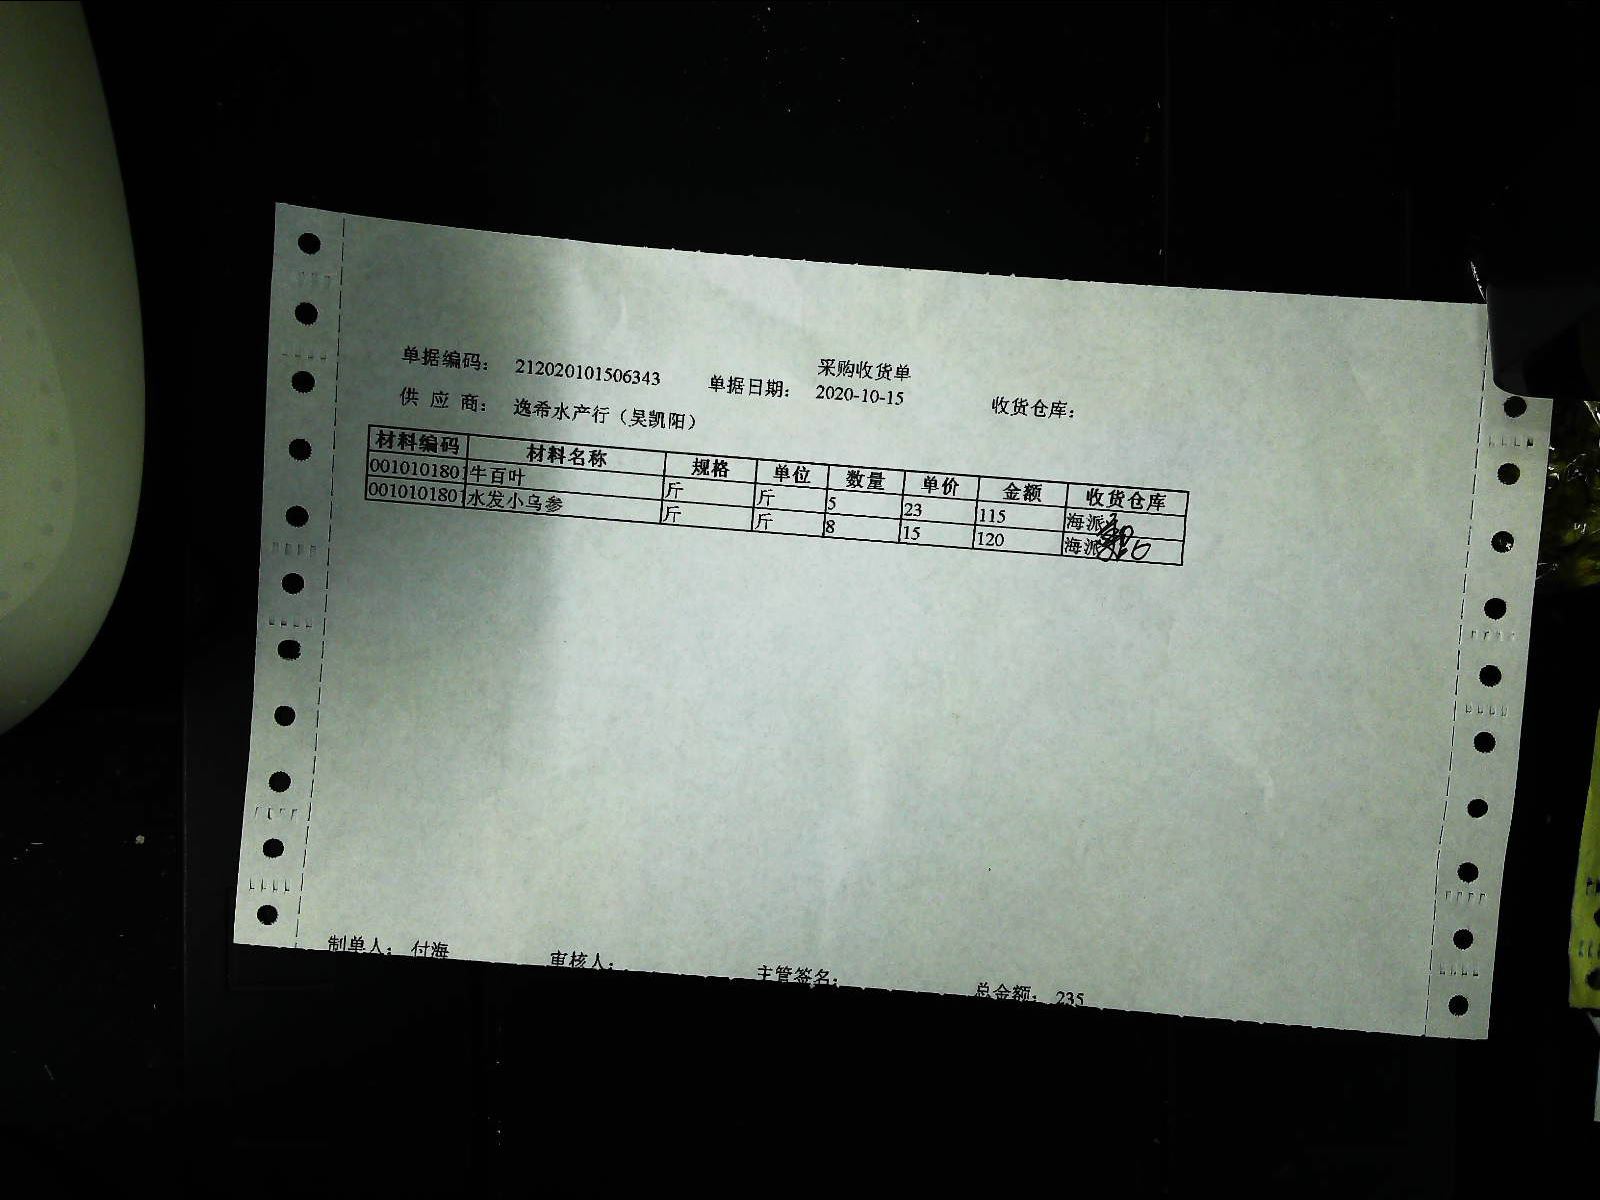 采购收货单
单据编码： 212020101506343 单据日期： 2020-10-15 收货仓库：
供 应 商： 逸希水产行（吴凯阳）
材料编码 材料名称 规格 单位 数量 单价 金额 收货仓库
0010101801 牛百叶 斤 斤 5 23 115 海派
0010101801 水发小乌参 斤 斤 8 15 120 海派
制单人： 付海 审核人： 主管签名： 总金额： 235